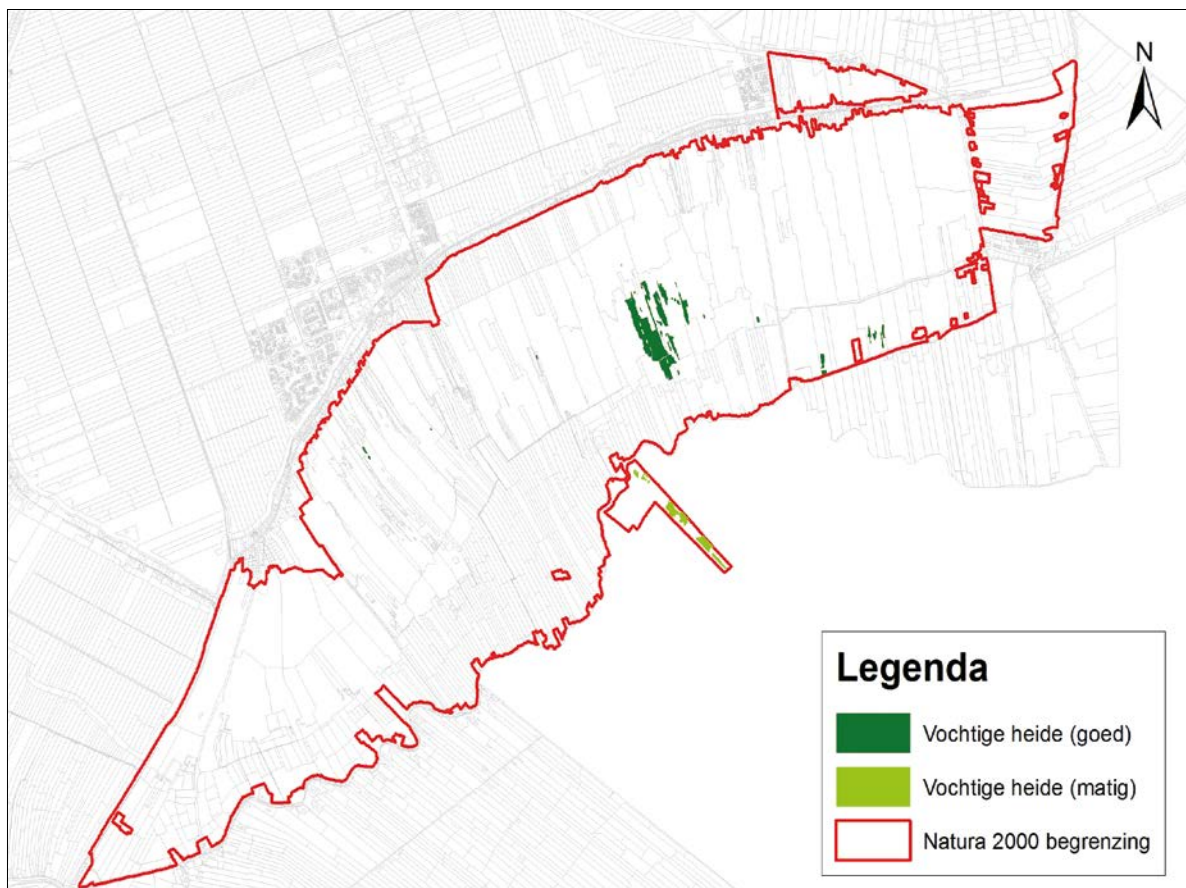 N
Legenda
Vochtige heide (goed)
Vochtige heide (matig)
Natura 2000 begrenzing